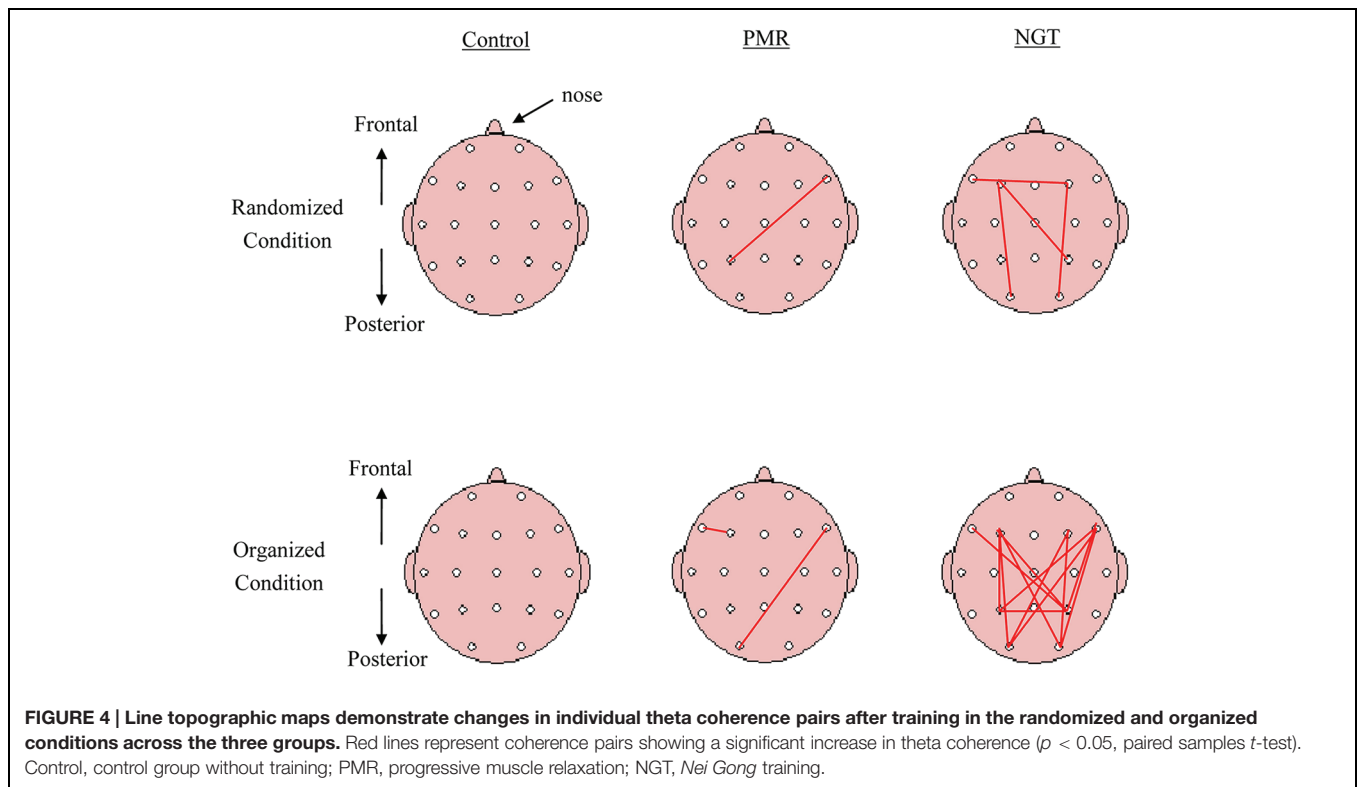 Control
PMR
NGT
nose
Frontal
Randomized
Condition
Posterior
Frontal
Organized
Condition
Posterior
FIGURE 4 | Line topographic maps demonstrate changes in individual theta coherence pairs after training in the randomized and organized
conditions across the three groups. Red lines represent coherence pairs showing a significant increase in theta coherence (p < 0.05, paired samples t-test).
Control, control group without training; PMR, progressive muscle relaxation; NGT, Nei Gong training.